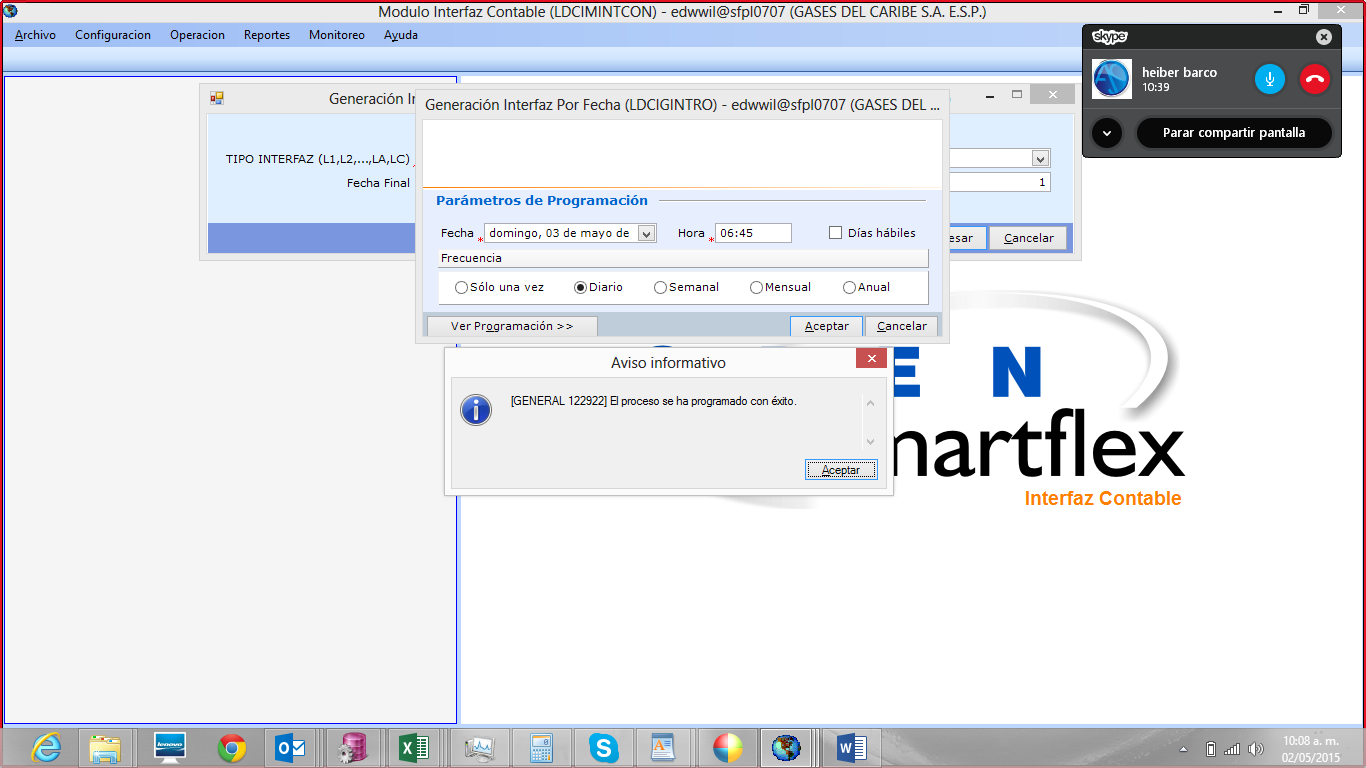 Modulo Interfaz Contable (LDCIMINTCON) - edwwil@sfpl0707 (GASES DEL CARIBE S.A. E.S.P.)
Archivo Configuracion Operacion Reportes Monitoreo Ayuda
skype
heiber barco
10:39
Parar compartir pantalla
Generación In
Generación Interfaz Por Fecha (LDCIGINTRO) - edwwil@sfpl0707 (GASES DEL ...
TIPO INTERFAZ (L1,L2,...,LA,LC)
Fecha Final
1
esar
Cancelar
Parámetros de Programación
Fecha * domingo, 03 de mayo de Hora * 06:45 Días hábiles
Frecuencia
Sólo una vez Diario Semanal Mensual Anual
Ver Programación >> Aceptar Cancelar
Aviso informativo
[GENERAL 122922] El proceso se ha programado con éxito.
Aceptar
E N
martflex
Interfaz Contable
lenovo
10:08 a. m.
02/05/2015